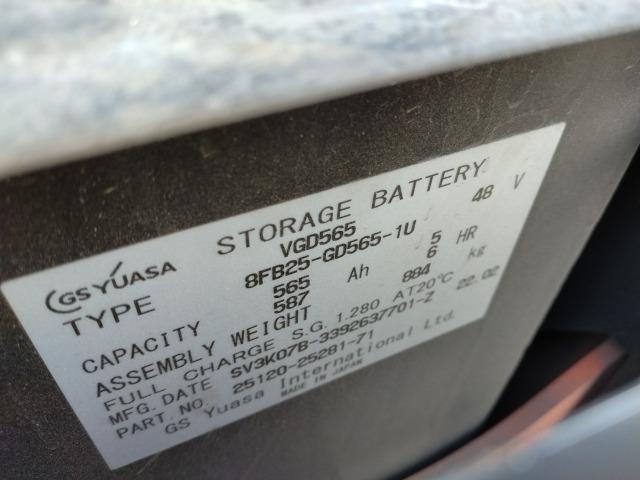 GS YUASA STORAGE BATTERY
TYPE VGD565 48 V
8FB25-GD565-1U
CAPACITY 565 Ah 5 HR
587 6
ASSEMBLY WEIGHT 884 kg
FULL CHARGE S.G. 1.280 AT20℃
MFG. DATE SV3K07B-3392637701-Z 22.02
PART NO. 25120-25281-71
GS Yuasa International Ltd.
MADE IN JAPAN